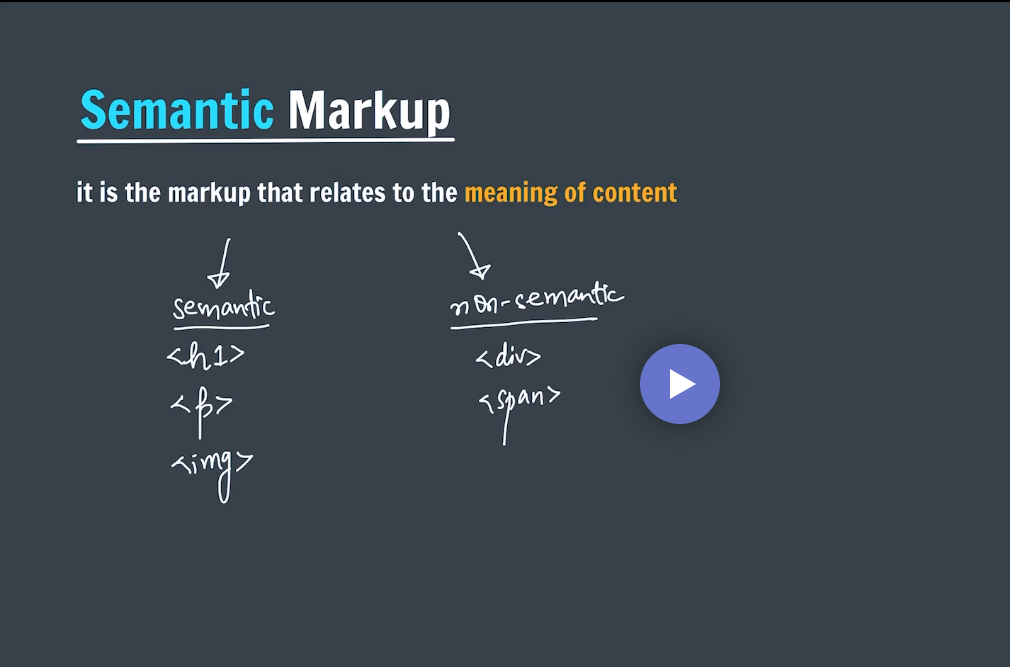 Semantic Markup
it is the markup that relates to the meaning of content
semantic
non-semantic
<h1>
<div>
<p>
<span>
<img>